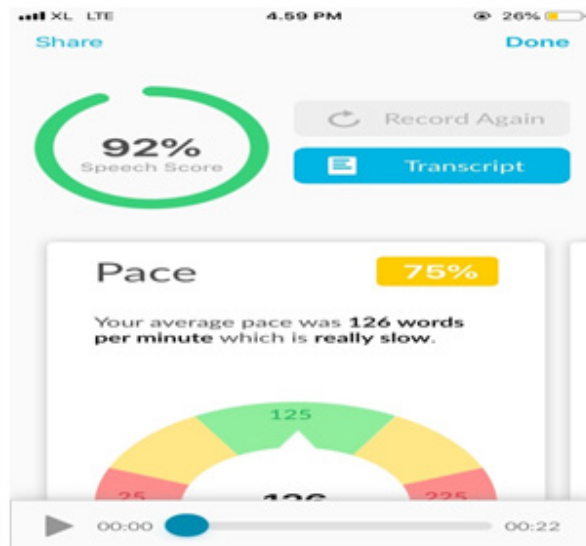 XL LTE 4.59 PM 26%
Share Done
92%
Speech Score
Record Again
Transcript
Pace 75%
Your average pace was 126 words
per minute which is really slow.
125
25 126 225
00:00 00:22